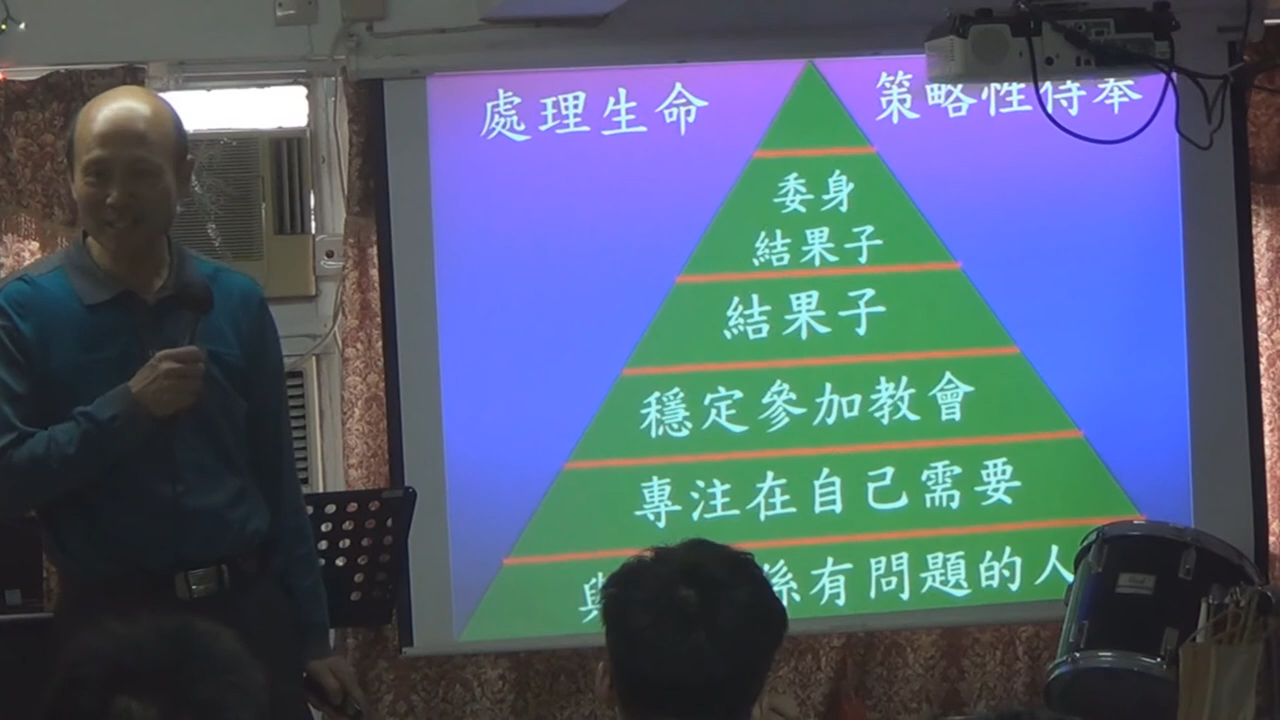 處理生命
策略性侍奉
委身
結果子
結果子
穩定參加教會
專注在自己需要
係有問題的人